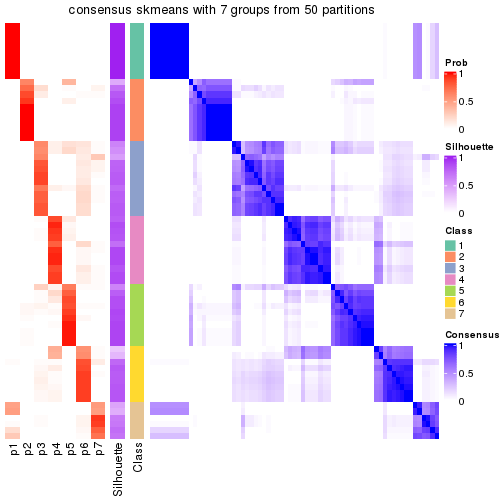 consensus skmeans with 7 groups from 50 partitions
Prob
1
0.5
0
Silhouette
1
0.5
0
Class
1
2
3
4
5
6
7
Consensus
1
0.5
0
p1
p2
p3
p4
p5
p6
p7
Silhouette
Class